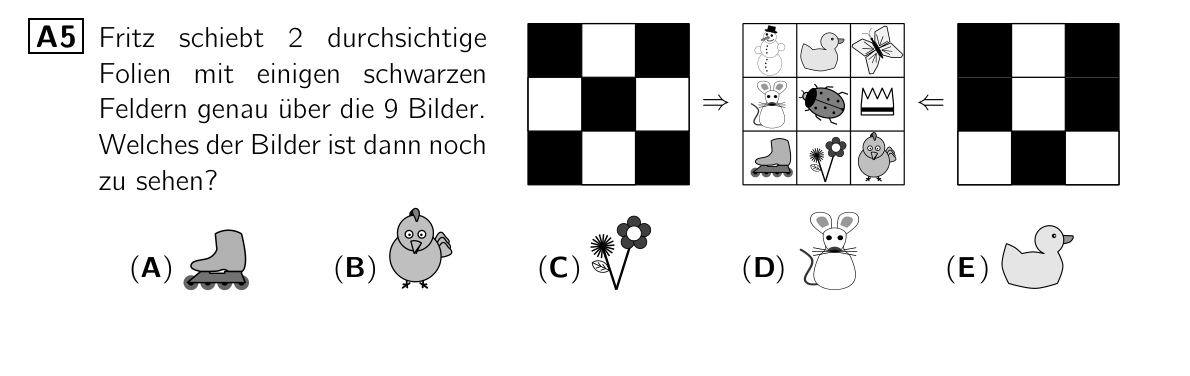 A5 Fritz schiebt 2 durchsichtige
Folien mit einigen schwarzen
Feldern genau über die 9 Bilder.
Welches der Bilder ist dann noch
zu sehen?
⇒ ⇐
(A) (B) (C) (D) (E)